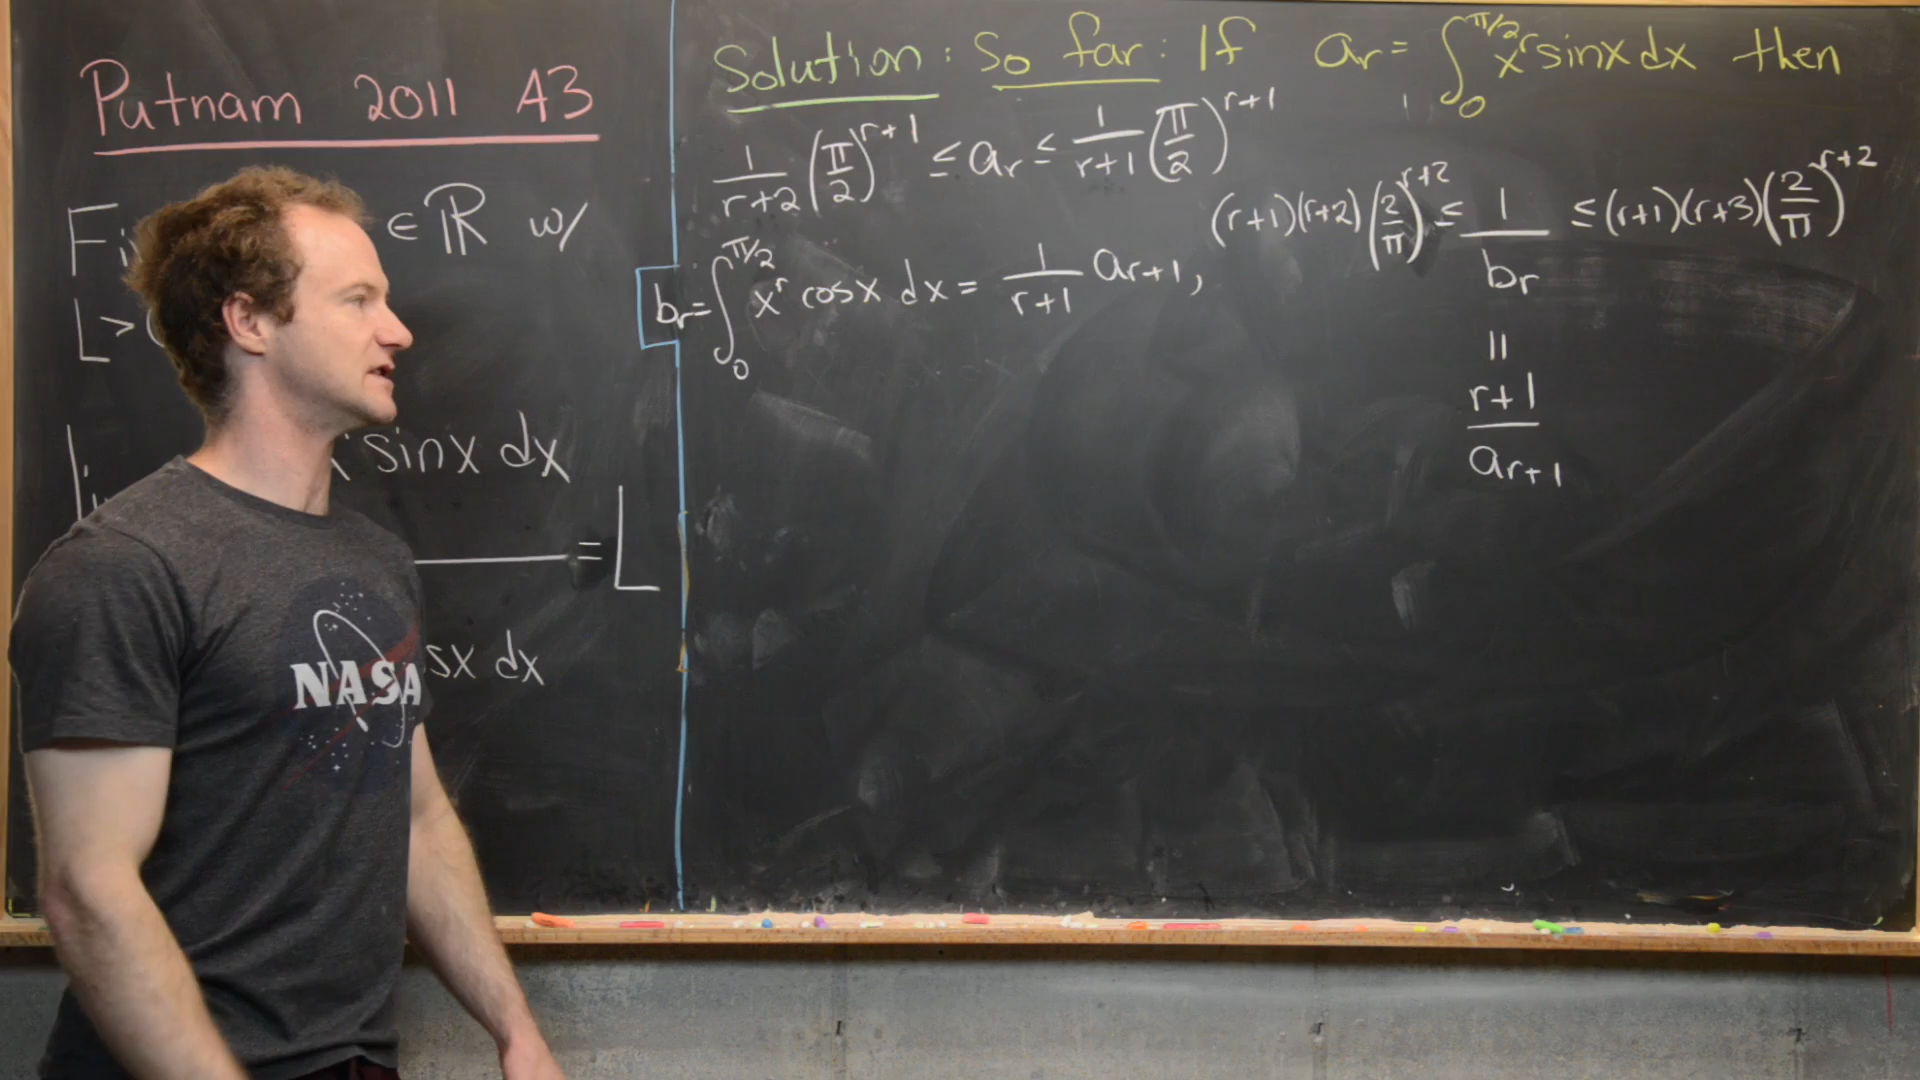 Putnam 2011 A3
Fi ∈ ℝ w/
L > 0
sinx dx
= L
sx dx
NASA
Solution: So far: If a_r = ∫_0^{π/2} x^r sinx dx then
1/(r+2) (π/2)^{r+1} ≤ a_r ≤ 1/(r+1) (π/2)^{r+1}
b_r = ∫_0^{π/2} x^r cosx dx = 1/(r+1) a_{r+1},
(r+1)(r+2)(2/π)^{r+2} ≤ 1/b_r ≤ (r+1)(r+3)(2/π)^{r+2}
=
(r+1)/a_{r+1}